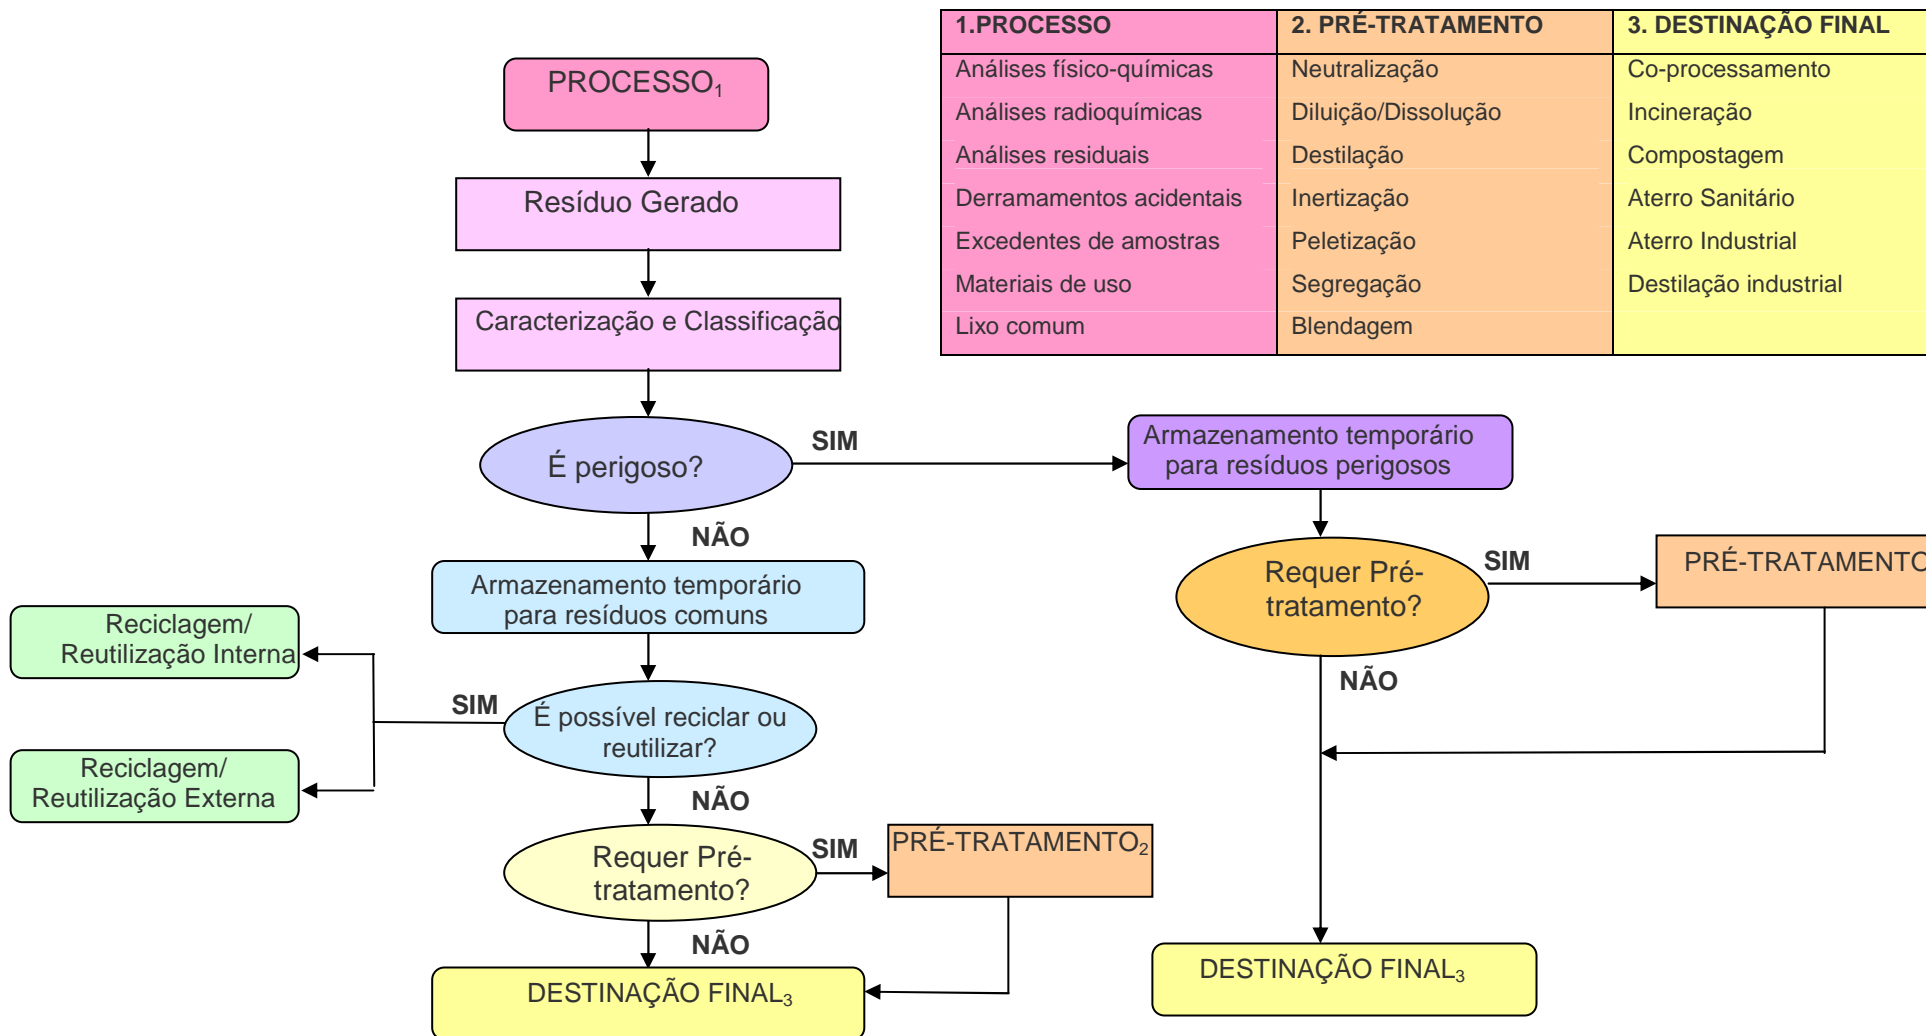 1.PROCESSO
2. PRÉ-TRATAMENTO
3. DESTINAÇÃO FINAL
Análises físico-químicas
Neutralização
Co-processamento
Análises radioquímicas
Diluição/Dissolução
Incineração
Análises residuais
Destilação
Compostagem
Derramamentos acidentais
Inertização
Aterro Sanitário
Excedentes de amostras
Peletização
Aterro Industrial
Materiais de uso
Segregação
Destilação industrial
Lixo comum
Blendagem
PROCESSO₁
Resíduo Gerado
Caracterização e Classificação
É perigoso?
SIM
Armazenamento temporário
para resíduos perigosos
NÃO
Requer Pré-
tratamento?
SIM
PRÉ-TRATAMENTO
NÃO
DESTINAÇÃO FINAL₃
Armazenamento temporário
para resíduos comuns
É possível reciclar ou
reutilizar?
SIM
Reciclagem/
Reutilização Interna
Reciclagem/
Reutilização Externa
NÃO
Requer Pré-
tratamento?
SIM
PRÉ-TRATAMENTO₂
NÃO
DESTINAÇÃO FINAL₃